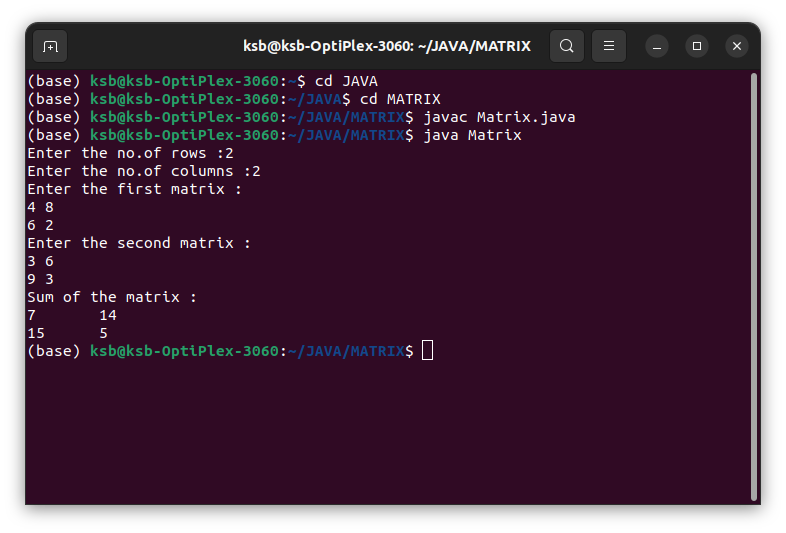 ksb@ksb-OptiPlex-3060: ~/JAVA/MATRIX
(base) ksb@ksb-OptiPlex-3060:~$ cd JAVA
(base) ksb@ksb-OptiPlex-3060:~/JAVA$ cd MATRIX
(base) ksb@ksb-OptiPlex-3060:~/JAVA/MATRIX$ javac Matrix.java
(base) ksb@ksb-OptiPlex-3060:~/JAVA/MATRIX$ java Matrix
Enter the no.of rows :2
Enter the no.of columns :2
Enter the first matrix :
4 8
6 2
Enter the second matrix :
3 6
9 3
Sum of the matrix :
7       14
15      5
(base) ksb@ksb-OptiPlex-3060:~/JAVA/MATRIX$